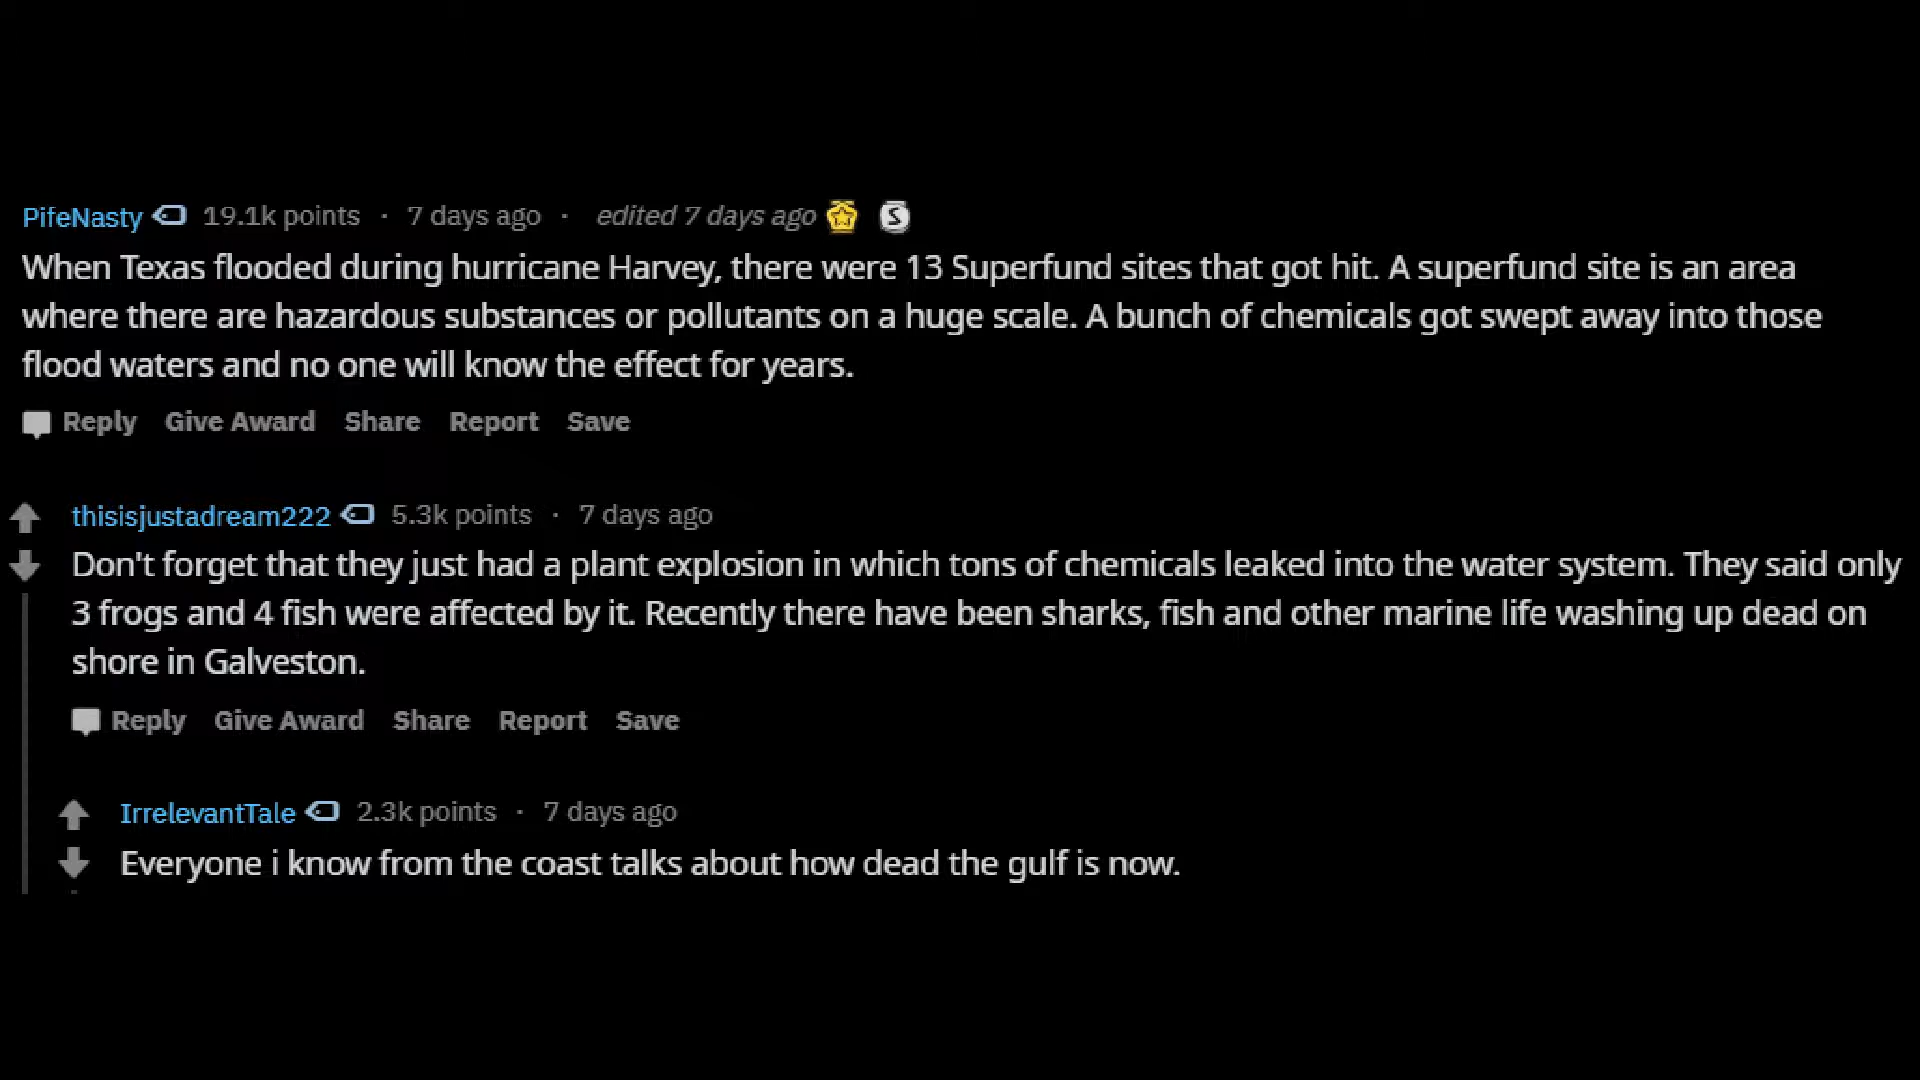 PifeNasty 19.1k points · 7 days ago · edited 7 days ago S
When Texas flooded during hurricane Harvey, there were 13 Superfund sites that got hit. A superfund site is an area
where there are hazardous substances or pollutants on a huge scale. A bunch of chemicals got swept away into those
flood waters and no one will know the effect for years.
Reply Give Award Share Report Save
thisisjustadream222 5.3k points · 7 days ago
Don't forget that they just had a plant explosion in which tons of chemicals leaked into the water system. They said only
3 frogs and 4 fish were affected by it. Recently there have been sharks, fish and other marine life washing up dead on
shore in Galveston.
Reply Give Award Share Report Save
IrrelevantTale 2.3k points · 7 days ago
Everyone i know from the coast talks about how dead the gulf is now.